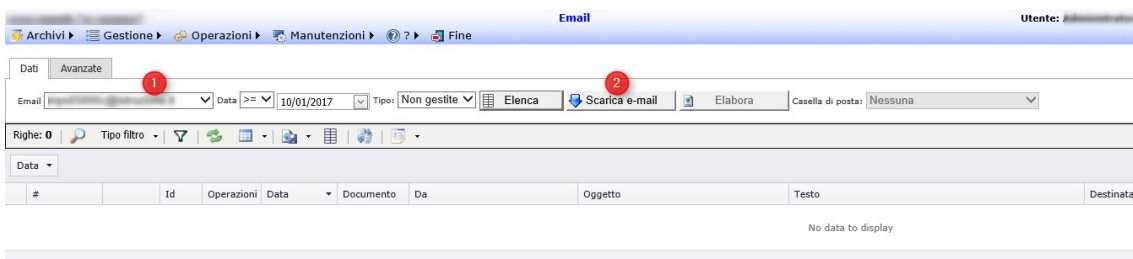 Email
Utente:
Archivi Gestione Operazioni Manutenzioni ? Fine
Dati Avanzate
1 2
Email Data >= 10/01/2017 Tipo: Non gestite Elenca Scarica e-mail Elabora Casella di posta: Nessuna
Righe: 0 Tipo filtro
Data
# Id Operazioni Data Documento Da Oggetto Testo Destinata
No data to display